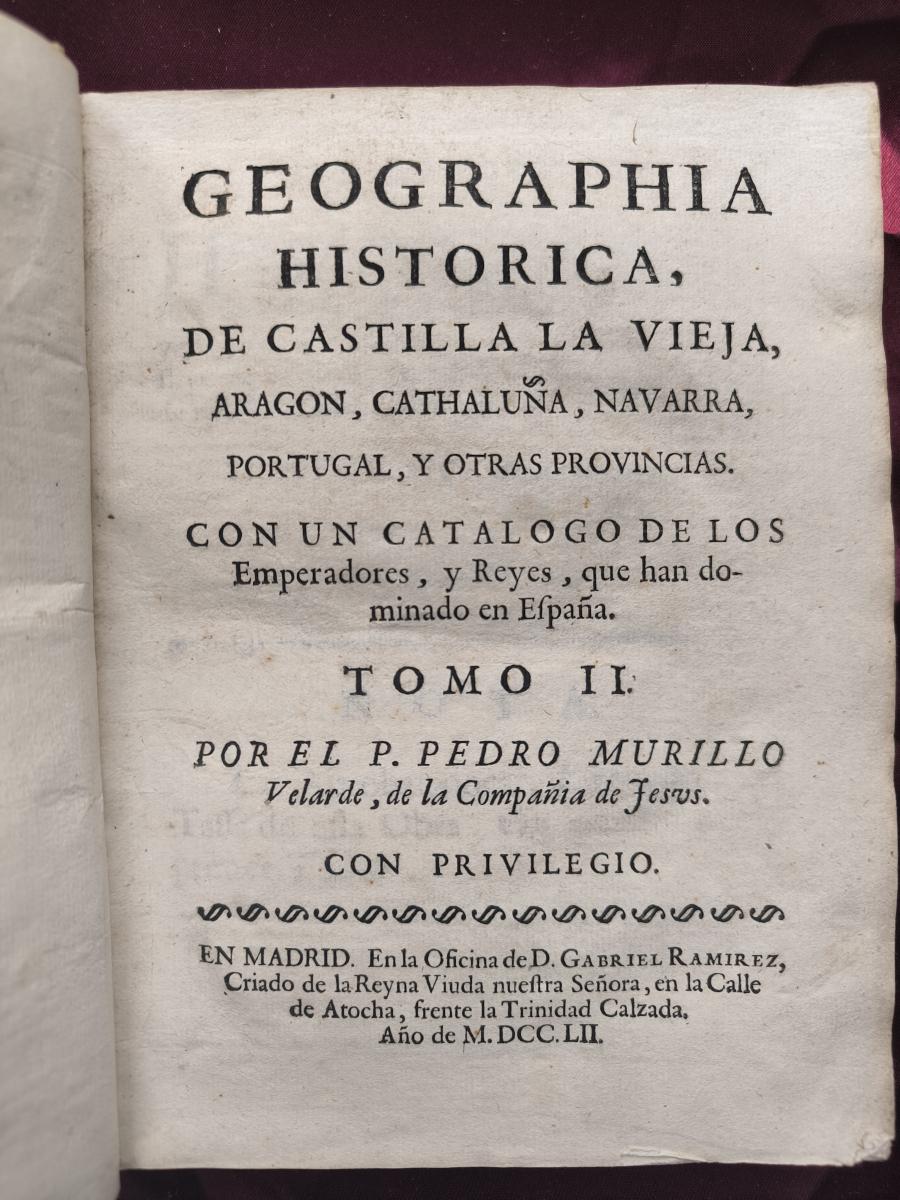 GEOGRAPHIA
HISTORICA,
DE CASTILLA LA VIEJA,
ARAGON, CATHALUÑA, NAVARRA,
PORTUGAL, Y OTRAS PROVINCIAS.
CON UN CATALOGO DE LOS
Emperadores, y Reyes, que han do-
minado en Eſpaña.
TOMO II.
POR EL P. PEDRO MURILLO
Velarde, de la Compañia de Jesvs.
CON PRIVILEGIO.
EN MADRID. En la Oficina de D. GABRIEL RAMIREZ,
Criado de la Reyna Viuda nueſtra Señora, en la Calle
de Atocha, frente la Trinidad Calzada.
Año de M. DCC. LII.